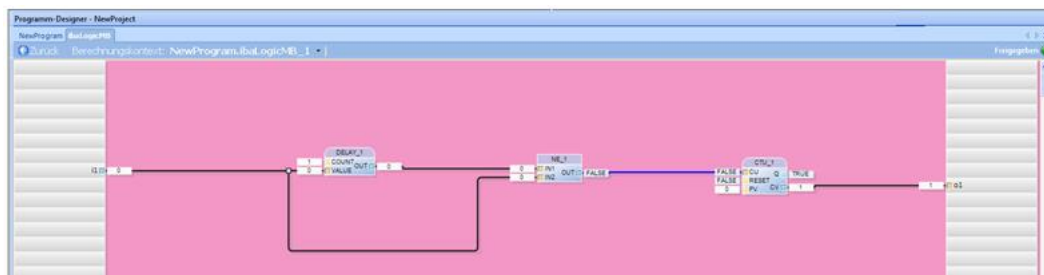 Programm-Designer - NewProject
NewProgram ibaLogicMB
Zurück Berechnungskontext: NewProgram.ibaLogicMB_1
Freigegeben
i1 0
DELAY_1
1 COUNT OUT 0
0 VALUE
NE_1
0 IN1 OUT FALSE
0 IN2
CTU_1
FALSE CU Q TRUE
FALSE RESET
0 PV CV 1
1 o1